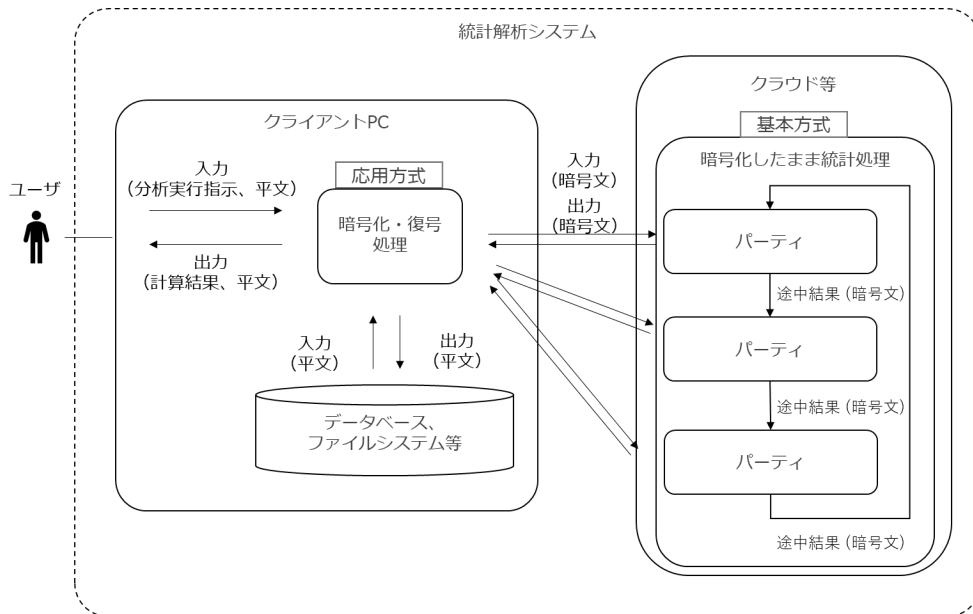 統計解析システム
クラウド等
クライアントPC
基本方式
暗号化したまま統計処理
ユーザ
入力
（分析実行指示、平文）
応用方式
暗号化・復号
処理
出力
（計算結果、平文）
入力
（暗号文）
出力
（暗号文）
パーティ
途中結果（暗号文）
パーティ
途中結果（暗号文）
パーティ
途中結果（暗号文）
入力
（平文）
出力
（平文）
データベース、
ファイルシステム等